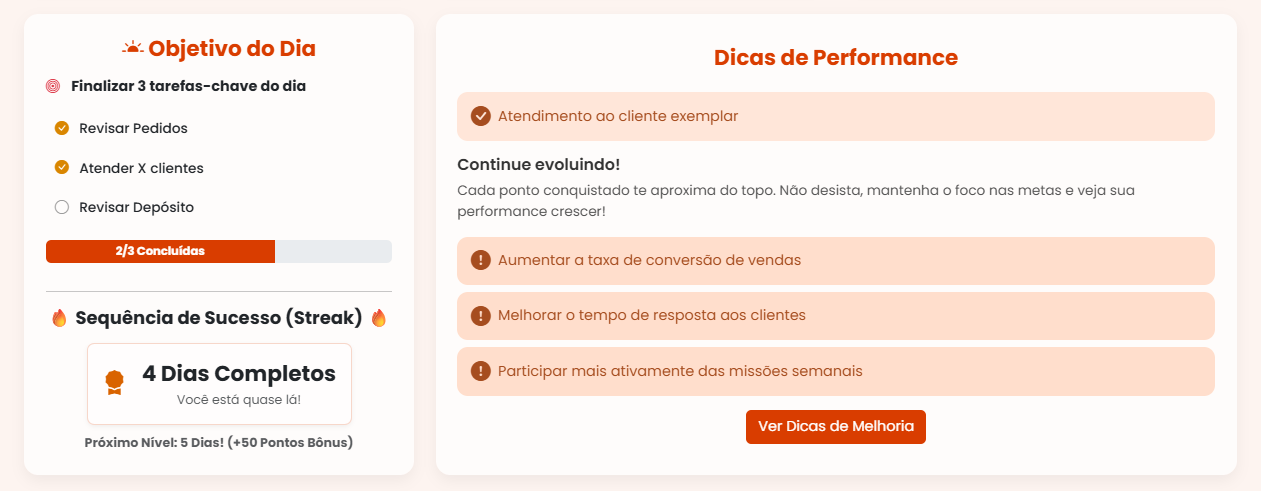 Objetivo do Dia
Finalizar 3 tarefas-chave do dia
Revisar Pedidos
Atender X clientes
Revisar Depósito
2/3 Concluídas
Sequência de Sucesso (Streak)
4 Dias Completos
Você está quase lá!
Próximo Nível: 5 Dias! (+50 Pontos Bônus)
Dicas de Performance
Atendimento ao cliente exemplar
Continue evoluindo!
Cada ponto conquistado te aproxima do topo. Não desista, mantenha o foco nas metas e veja sua
performance crescer!
Aumentar a taxa de conversão de vendas
Melhorar o tempo de resposta aos clientes
Participar mais ativamente das missões semanais
Ver Dicas de Melhoria